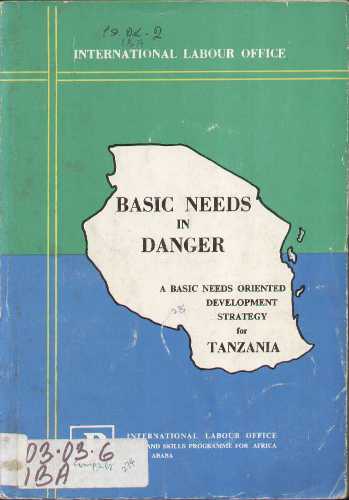 INTERNATIONAL LABOUR OFFICE
BASIC NEEDS
IN
DANGER
A BASIC NEEDS ORIENTED
DEVELOPMENT
STRATEGY
for
TANZANIA
INTERNATIONAL LABOUR OFFICE
AND SKILLS PROGRAMME FOR AFRICA
ABABA
03.03.6
IBA